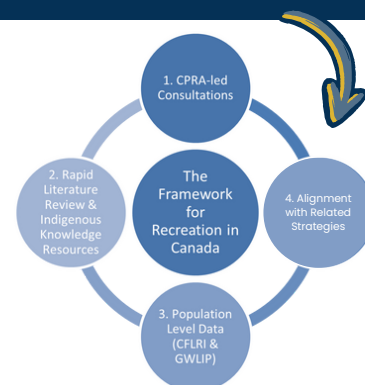 1. CPRA-led
Consultations
2. Rapid
Literature
Review &
Indigenous
Knowledge
Resources
The
Framework
for
Recreation in
Canada
4. Alignment
with Related
Strategies
3. Population
Level Data
(CFLRI &
GWLIP)